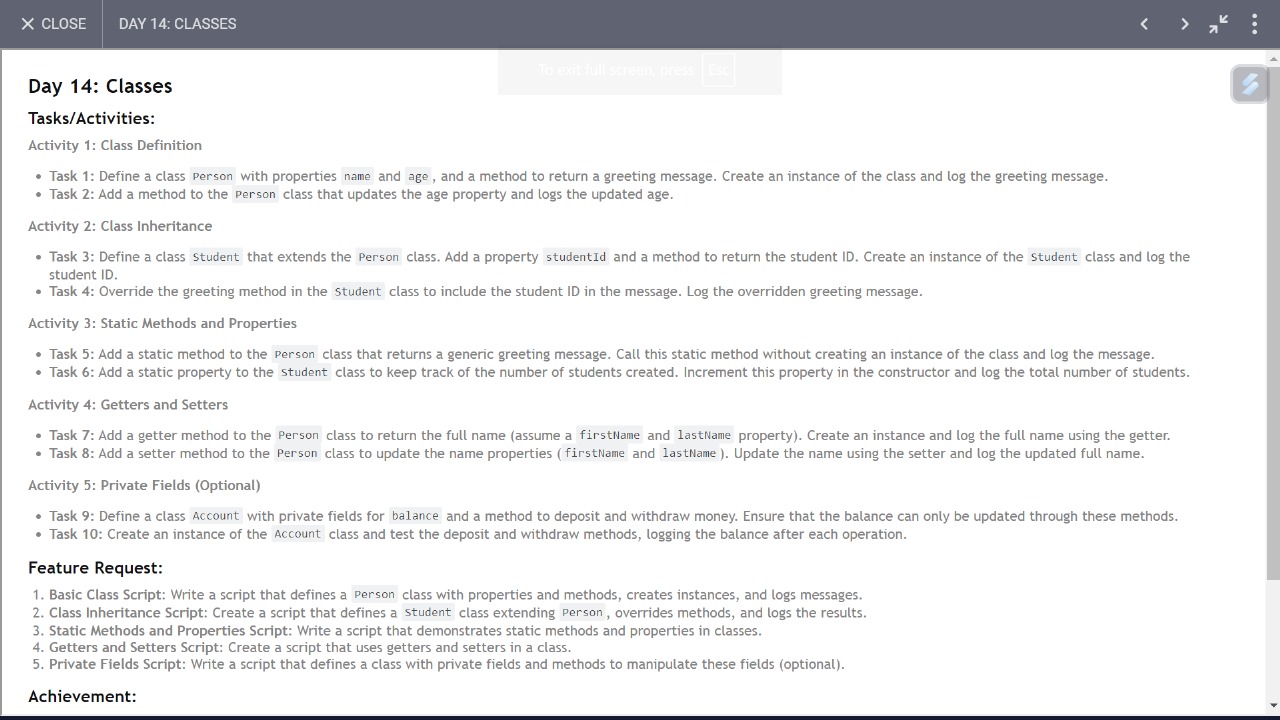 CLOSE
DAY 14: CLASSES
To exit full screen, press Esc
Day 14: Classes
Tasks/Activities:
Activity 1: Class Definition
• Task 1: Define a class Person with properties name and age, and a method to return a greeting message. Create an instance of the class and log the greeting message.
• Task 2: Add a method to the Person class that updates the age property and logs the updated age.
Activity 2: Class Inheritance
• Task 3: Define a class Student that extends the Person class. Add a property studentId and a method to return the student ID. Create an instance of the Student class and log the
student ID.
• Task 4: Override the greeting method in the Student class to include the student ID in the message. Log the overridden greeting message.
Activity 3: Static Methods and Properties
• Task 5: Add a static method to the Person class that returns a generic greeting message. Call this static method without creating an instance of the class and log the message.
• Task 6: Add a static property to the Student class to keep track of the number of students created. Increment this property in the constructor and log the total number of students.
Activity 4: Getters and Setters
• Task 7: Add a getter method to the Person class to return the full name (assume a firstName and lastName property). Create an instance and log the full name using the getter.
• Task 8: Add a setter method to the Person class to update the name properties (firstName and lastName). Update the name using the setter and log the updated full name.
Activity 5: Private Fields (Optional)
• Task 9: Define a class Account with private fields for balance and a method to deposit and withdraw money. Ensure that the balance can only be updated through these methods.
• Task 10: Create an instance of the Account class and test the deposit and withdraw methods, logging the balance after each operation.
Feature Request:
1. Basic Class Script: Write a script that defines a Person class with properties and methods, creates instances, and logs messages.
2. Class Inheritance Script: Create a script that defines a Student class extending Person, overrides methods, and logs the results.
3. Static Methods and Properties Script: Write a script that demonstrates static methods and properties in classes.
4. Getters and Setters Script: Create a script that uses getters and setters in a class.
5. Private Fields Script: Write a script that defines a class with private fields and methods to manipulate these fields (optional).
Achievement: